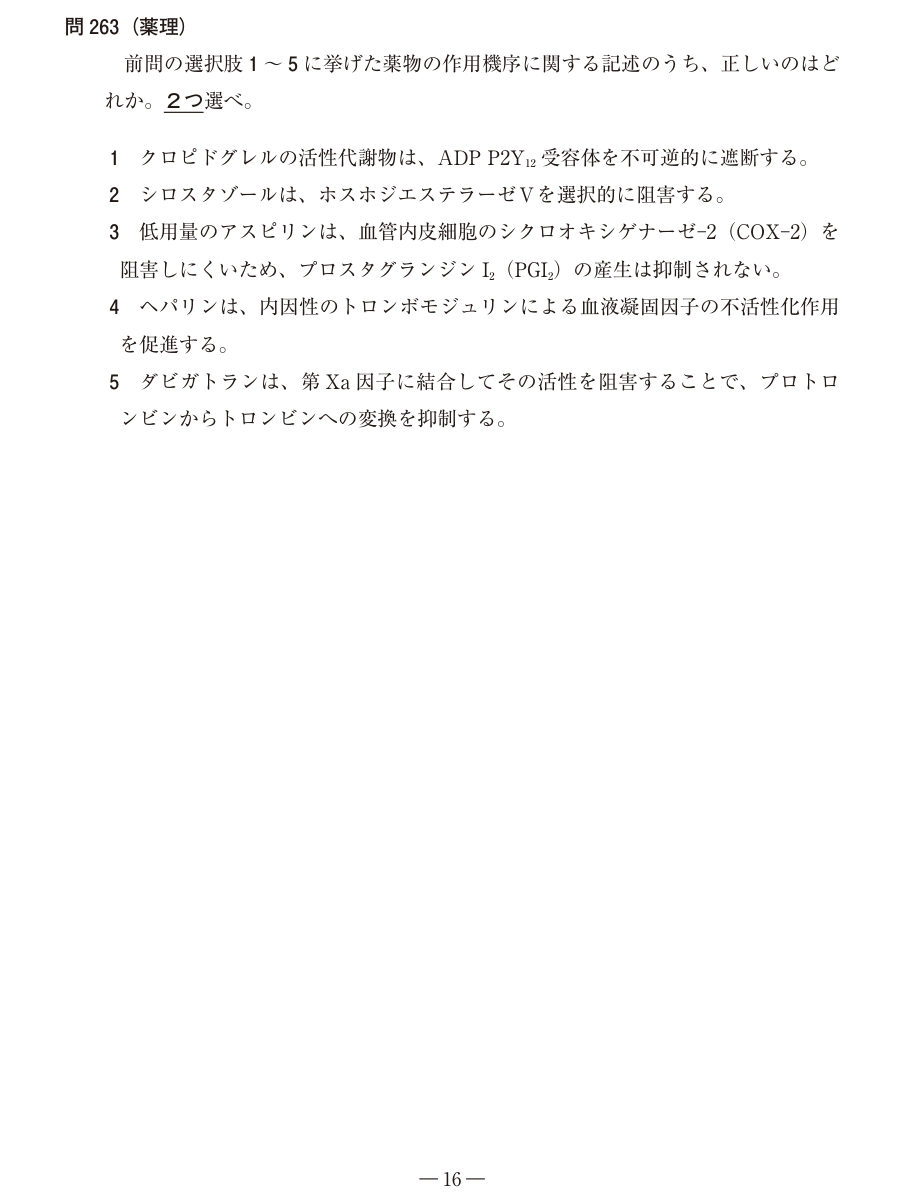 問 263（薬理）
前問の選択肢 1 ～ 5 に挙げた薬物の作用機序に関する記述のうち、正しいのはど
れか。2つ選べ。
1 クロピドグレルの活性代謝物は、ADP P2Y₁₂ 受容体を不可逆的に遮断する。
2 シロスタゾールは、ホスホジエステラーゼⅤを選択的に阻害する。
3 低用量のアスピリンは、血管内皮細胞のシクロオキシゲナーゼ-2（COX-2）を
阻害しにくいため、プロスタグランジン I₂（PGI₂）の産生は抑制されない。
4 ヘパリンは、内因性のトロンボモジュリンによる血液凝固因子の不活性化作用
を促進する。
5 ダビガトランは、第 Xa 因子に結合してその活性を阻害することで、プロトロ
ンビンからトロンビンへの変換を抑制する。
― 16 ―